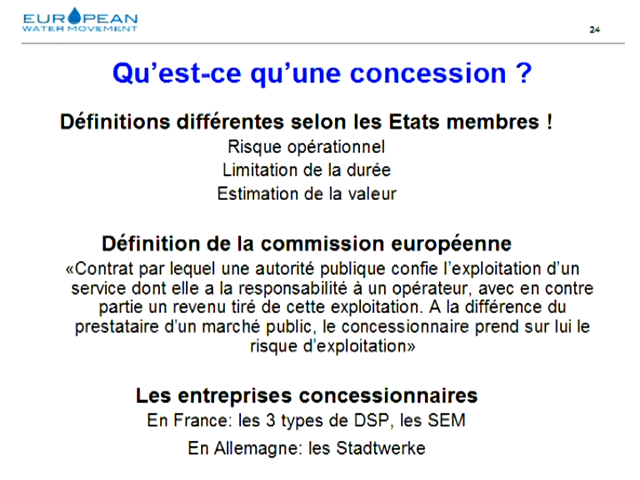 EUROPEAN
WATER MOVEMENT
24
Qu'est-ce qu'une concession ?
Définitions différentes selon les Etats membres !
Risque opérationnel
Limitation de la durée
Estimation de la valeur
Définition de la commission européenne
«Contrat par lequel une autorité publique confie l'exploitation d'un
service dont elle a la responsabilité à un opérateur, avec en contre
partie un revenu tiré de cette exploitation. A la différence du
prestataire d'un marché public, le concessionnaire prend sur lui le
risque d'exploitation»
Les entreprises concessionnaires
En France: les 3 types de DSP, les SEM
En Allemagne: les Stadtwerke